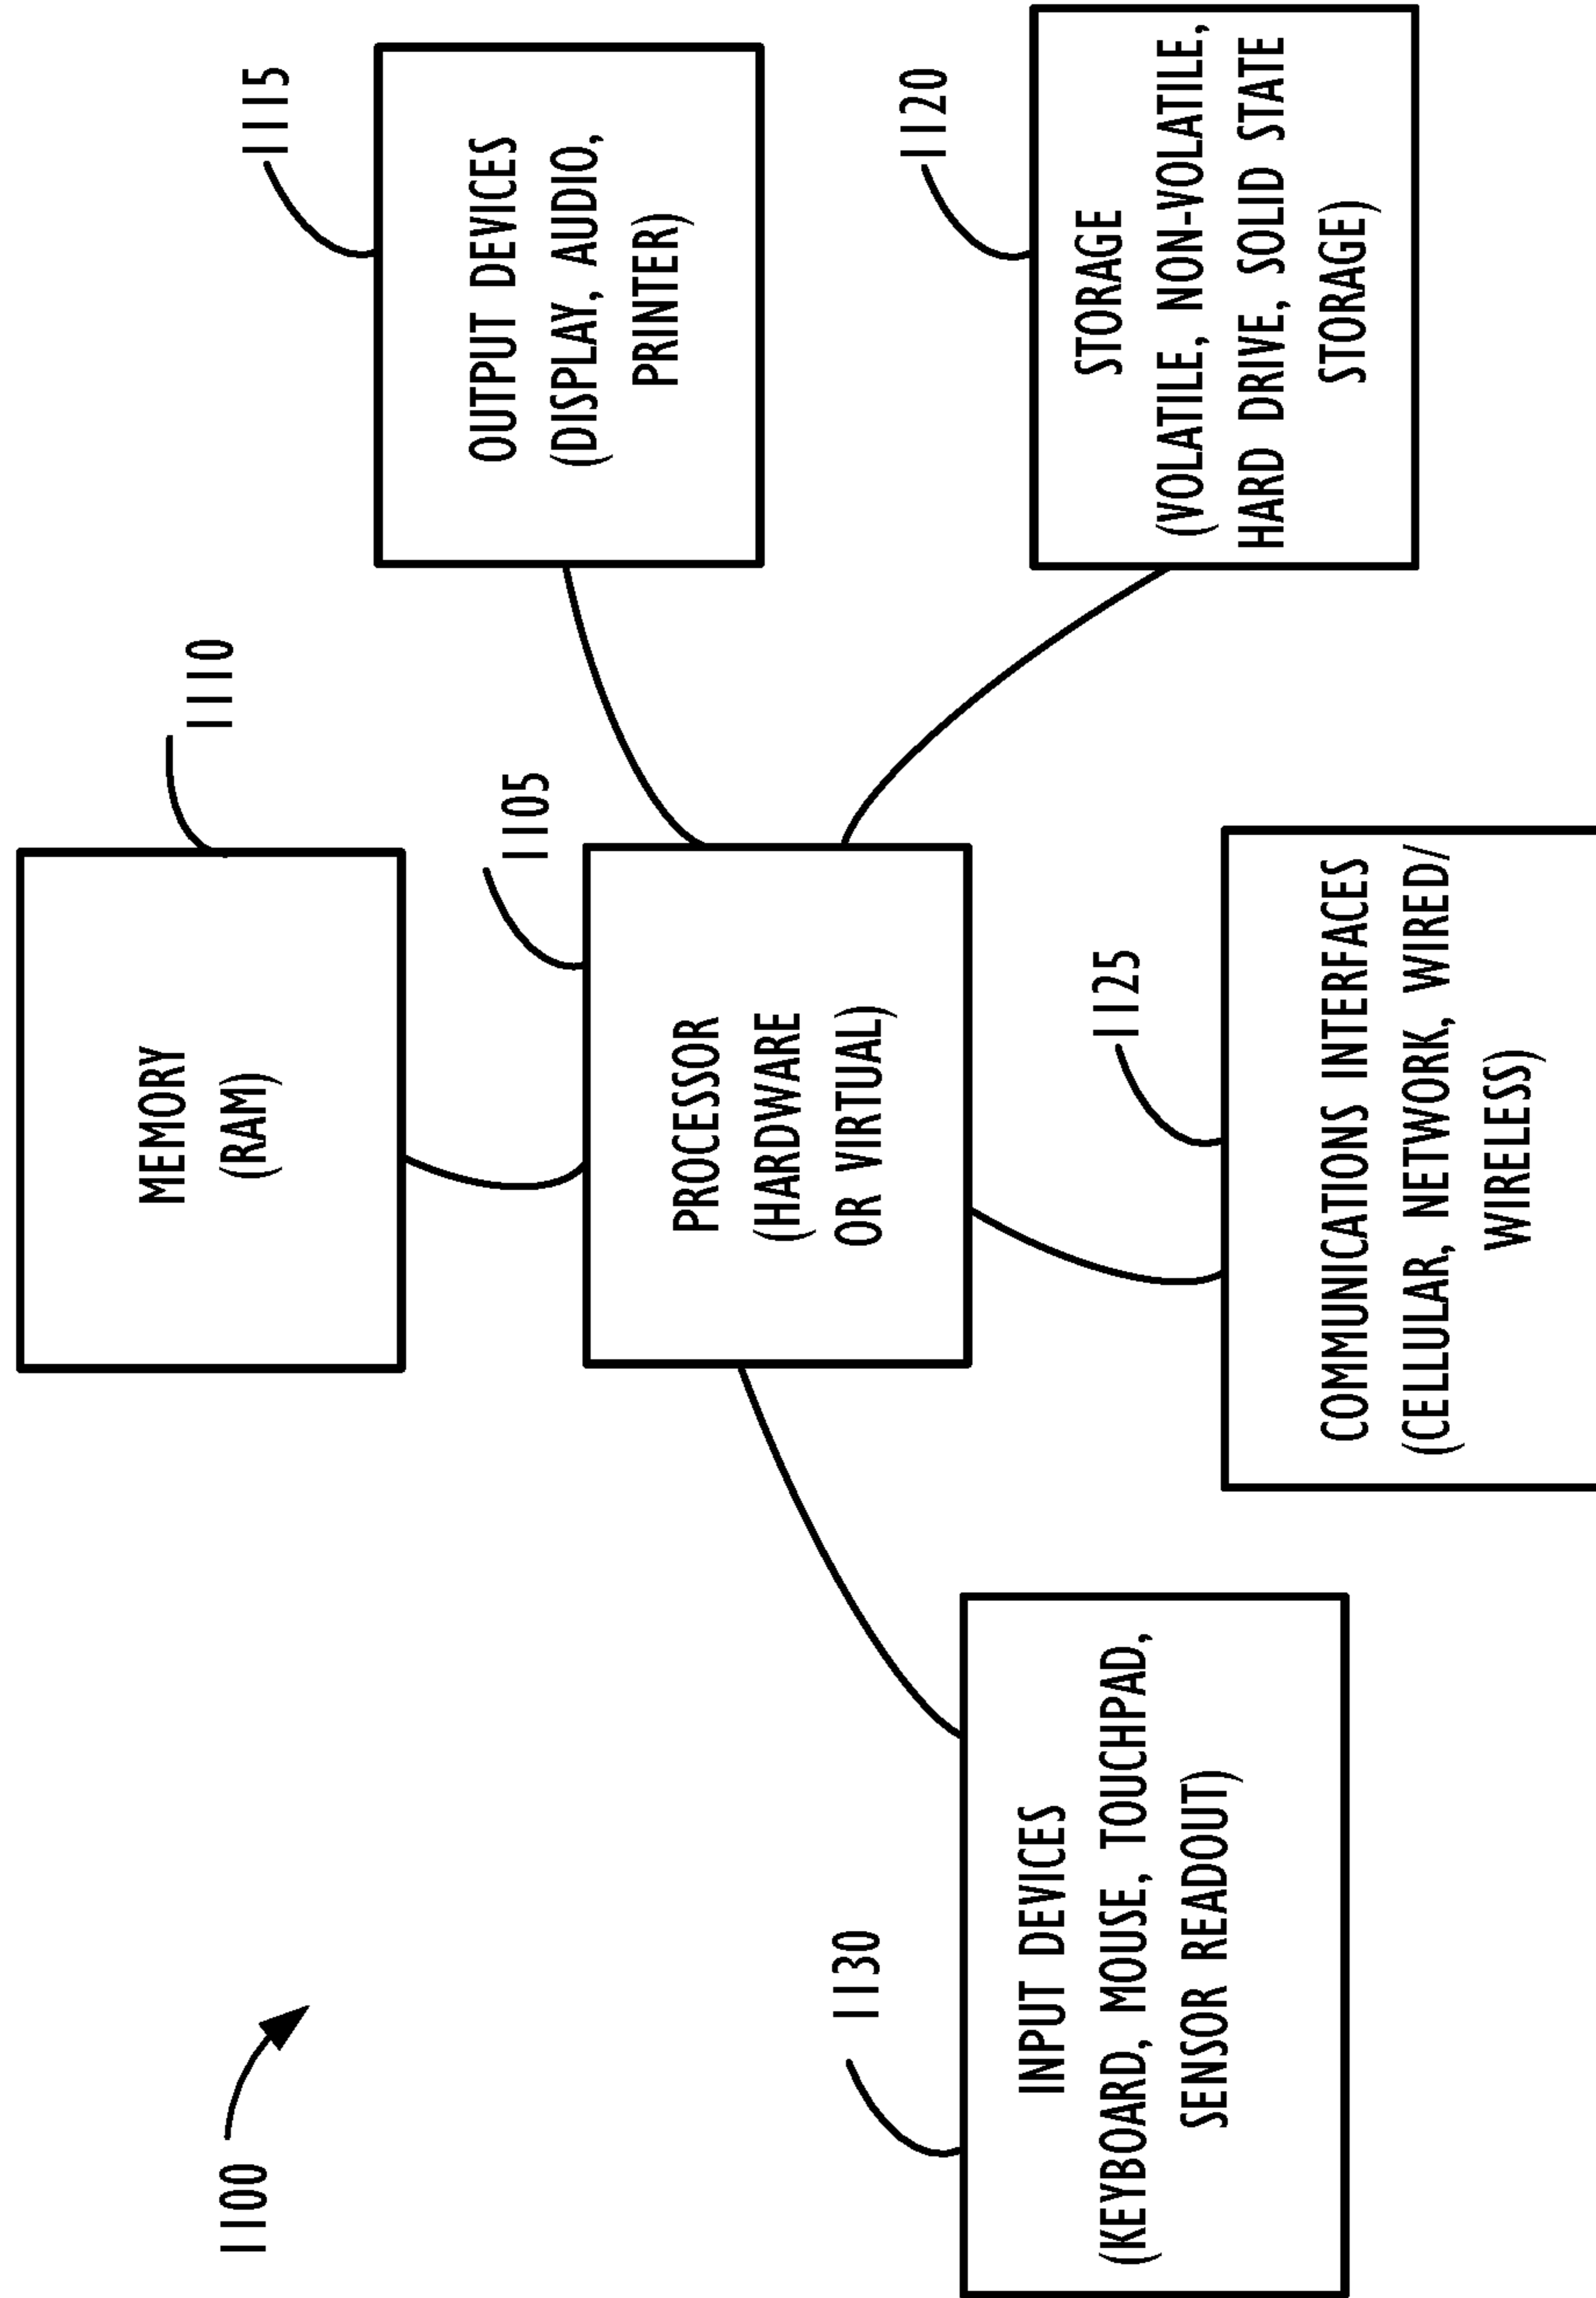 1100
1110
MEMORY
(RAM)
1115
OUTPUT DEVICES
(DISPLAY, AUDIO,
PRINTER)
1105
PROCESSOR
(HARDWARE
OR VIRTUAL)
1130
INPUT DEVICES
(KEYBOARD, MOUSE, TOUCHPAD,
SENSOR READOUT)
1125
COMMUNICATIONS INTERFACES
(CELLULAR, NETWORK, WIRED/
WIRELESS)
1120
STORAGE
(VOLATILE, NON-VOLATILE,
HARD DRIVE, SOLID STATE
STORAGE)